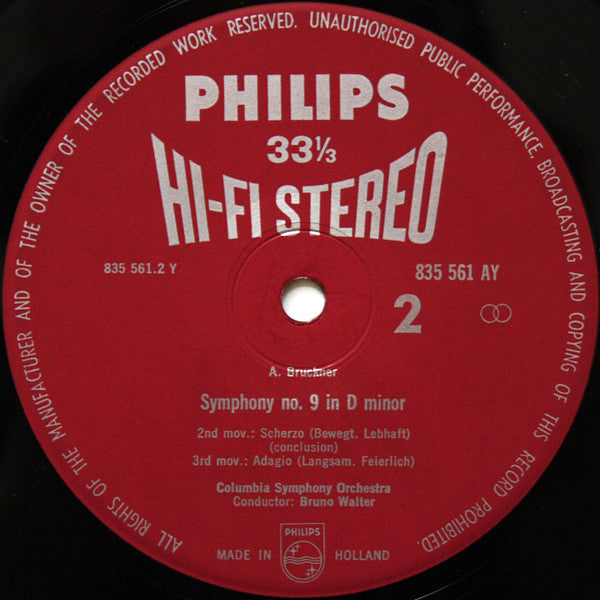 ALL RIGHTS OF THE MANUFACTURER AND OF THE OWNER OF THE RECORDED WORK RESERVED. UNAUTHORISED PUBLIC PERFORMANCE, BROADCASTING AND COPYING OF THIS RECORD PROHIBITED.
PHILIPS
33⅓
HI-FI STEREO
835 561.2 Y
835 561 AY
2
A. Bruckner
Symphony no. 9 in D minor
2nd mov.: Scherzo (Bewegt. Lebhaft)
(conclusion)
3rd mov.: Adagio (Langsam. Feierlich)
Columbia Symphony Orchestra
Conductor: Bruno Walter
PHILIPS
MADE IN HOLLAND